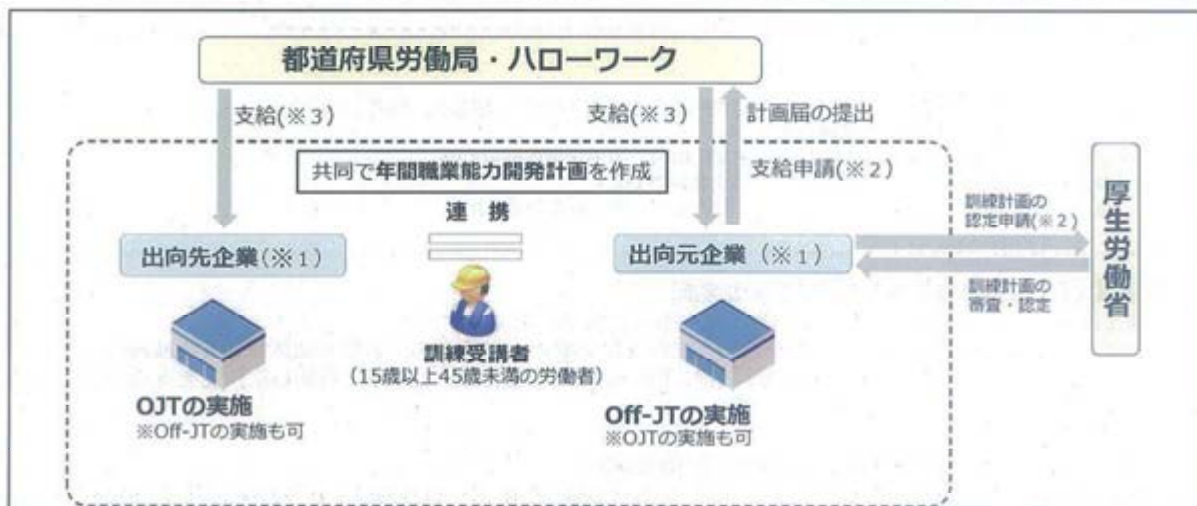 都道府県労働局・ハローワーク
支給(※3)
支給(※3)
計画届の提出
支給申請(※2)
共同で年間職業能力開発計画を作成
連 携
出向先企業(※1)
出向元企業 (※1)
訓練計画の
認定申請(※2)
訓練計画の
審査・認定
厚生労働省
訓練受講者
(15歳以上45歳未満の労働者)
OJTの実施
※Off-JTの実施も可
Off-JTの実施
※OJTの実施も可